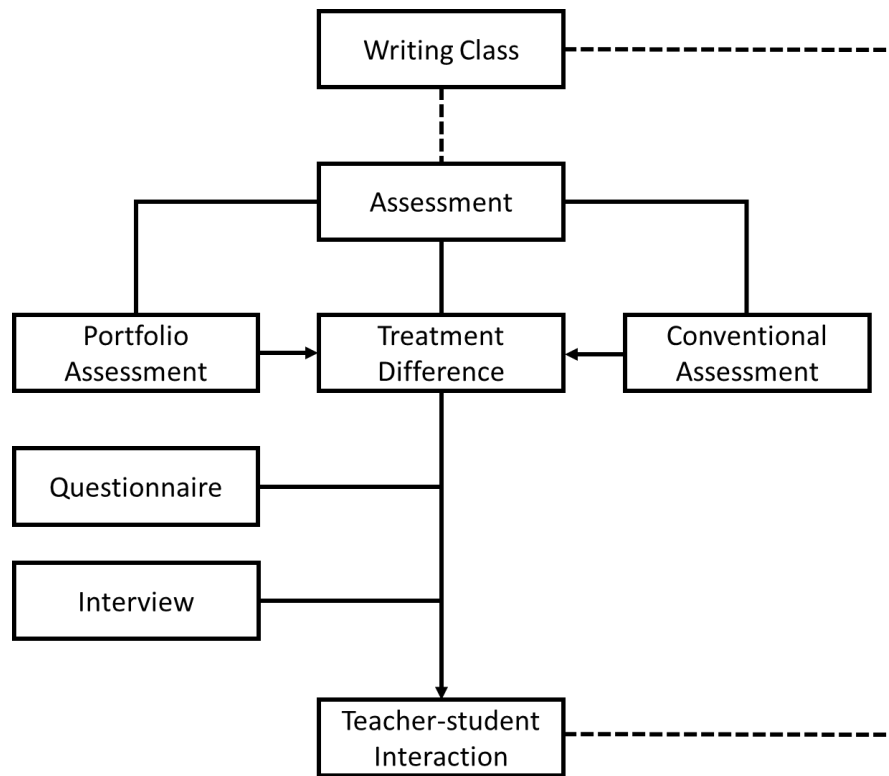 Writing Class
Assessment
Portfolio
Assessment
Treatment
Difference
Conventional
Assessment
Questionnaire
Interview
Teacher-student
Interaction